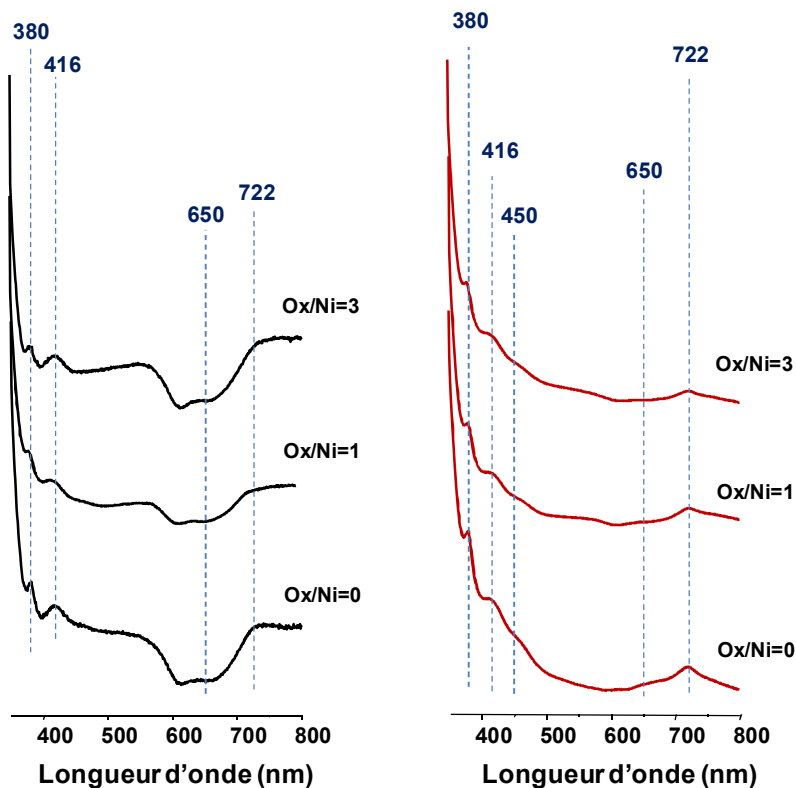 380
416
650
722
Ox/Ni=3
Ox/Ni=1
Ox/Ni=0
400 500 600 700 800
Longueur d'onde (nm)
380
722
416
650
450
Ox/Ni=3
Ox/Ni=1
Ox/Ni=0
400 500 600 700 800
Longueur d'onde (nm)